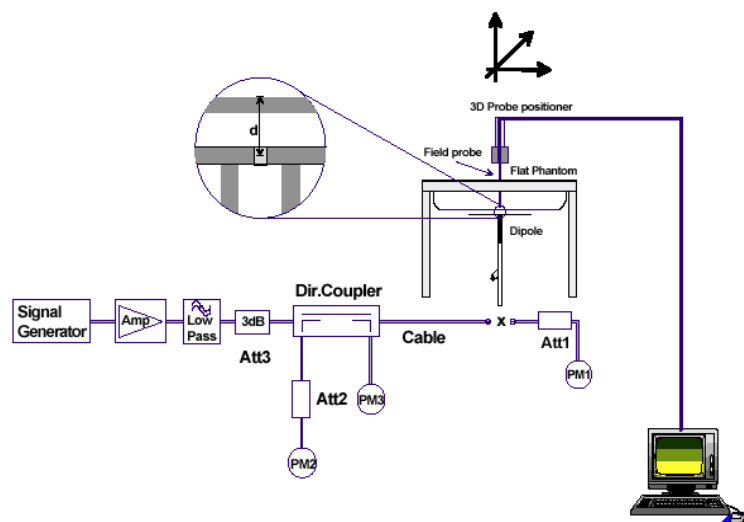 3D Probe positioner
d
Field probe
Flat Phantom
Dipole
Dir.Coupler
Signal
Generator
Amp
Low
Pass
3dB
Cable
x
Att1
Att3
PM1
Att2
PM3
PM2